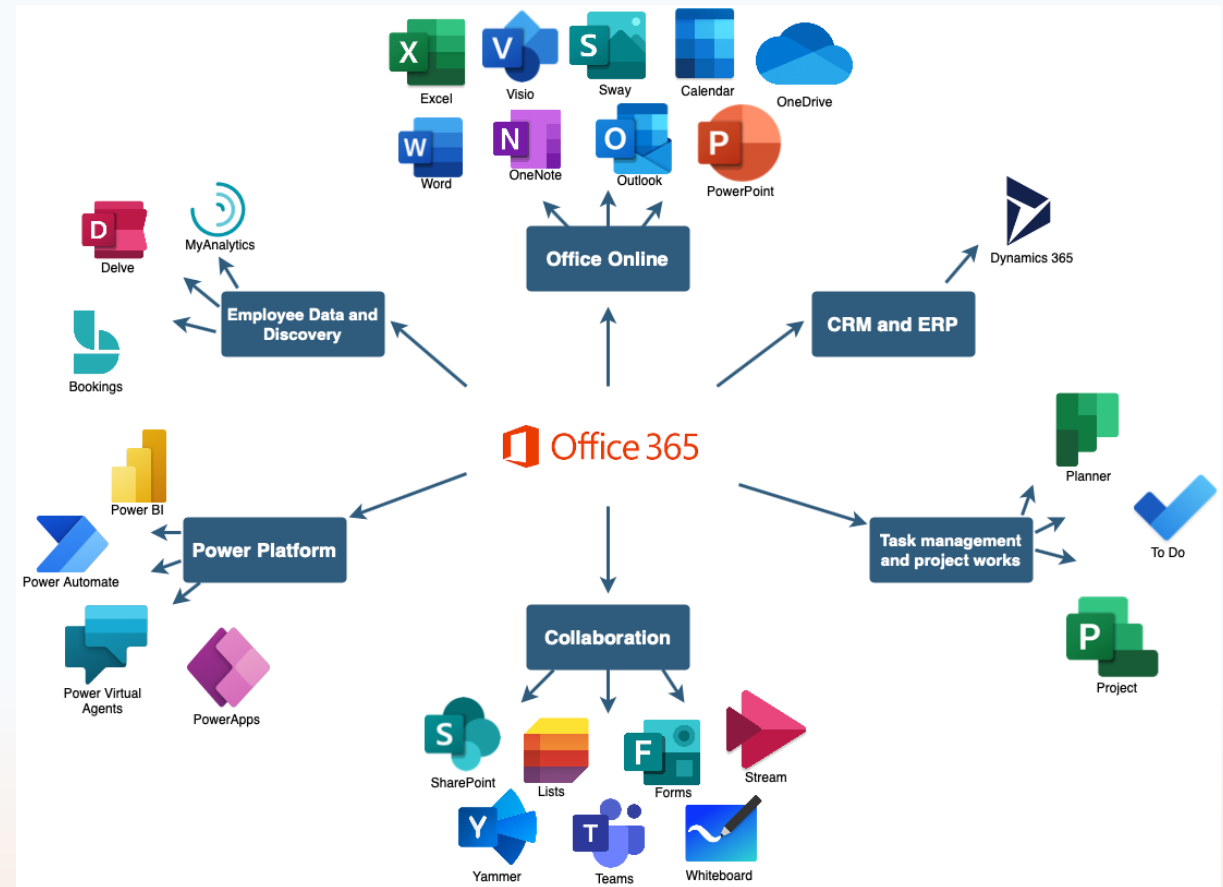 Excel
Visio
Sway
Calendar
OneDrive
Word
OneNote
Outlook
PowerPoint
Office Online
Delve
MyAnalytics
Bookings
Employee Data and
Discovery
Dynamics 365
CRM and ERP
Office 365
Power BI
Power Automate
Power Virtual
Agents
PowerApps
Power Platform
Planner
To Do
Project
Task management
and project works
Collaboration
SharePoint
Lists
Forms
Stream
Yammer
Teams
Whiteboard
X
V
S
W
N
O
P
D
P
S
F
Y
T